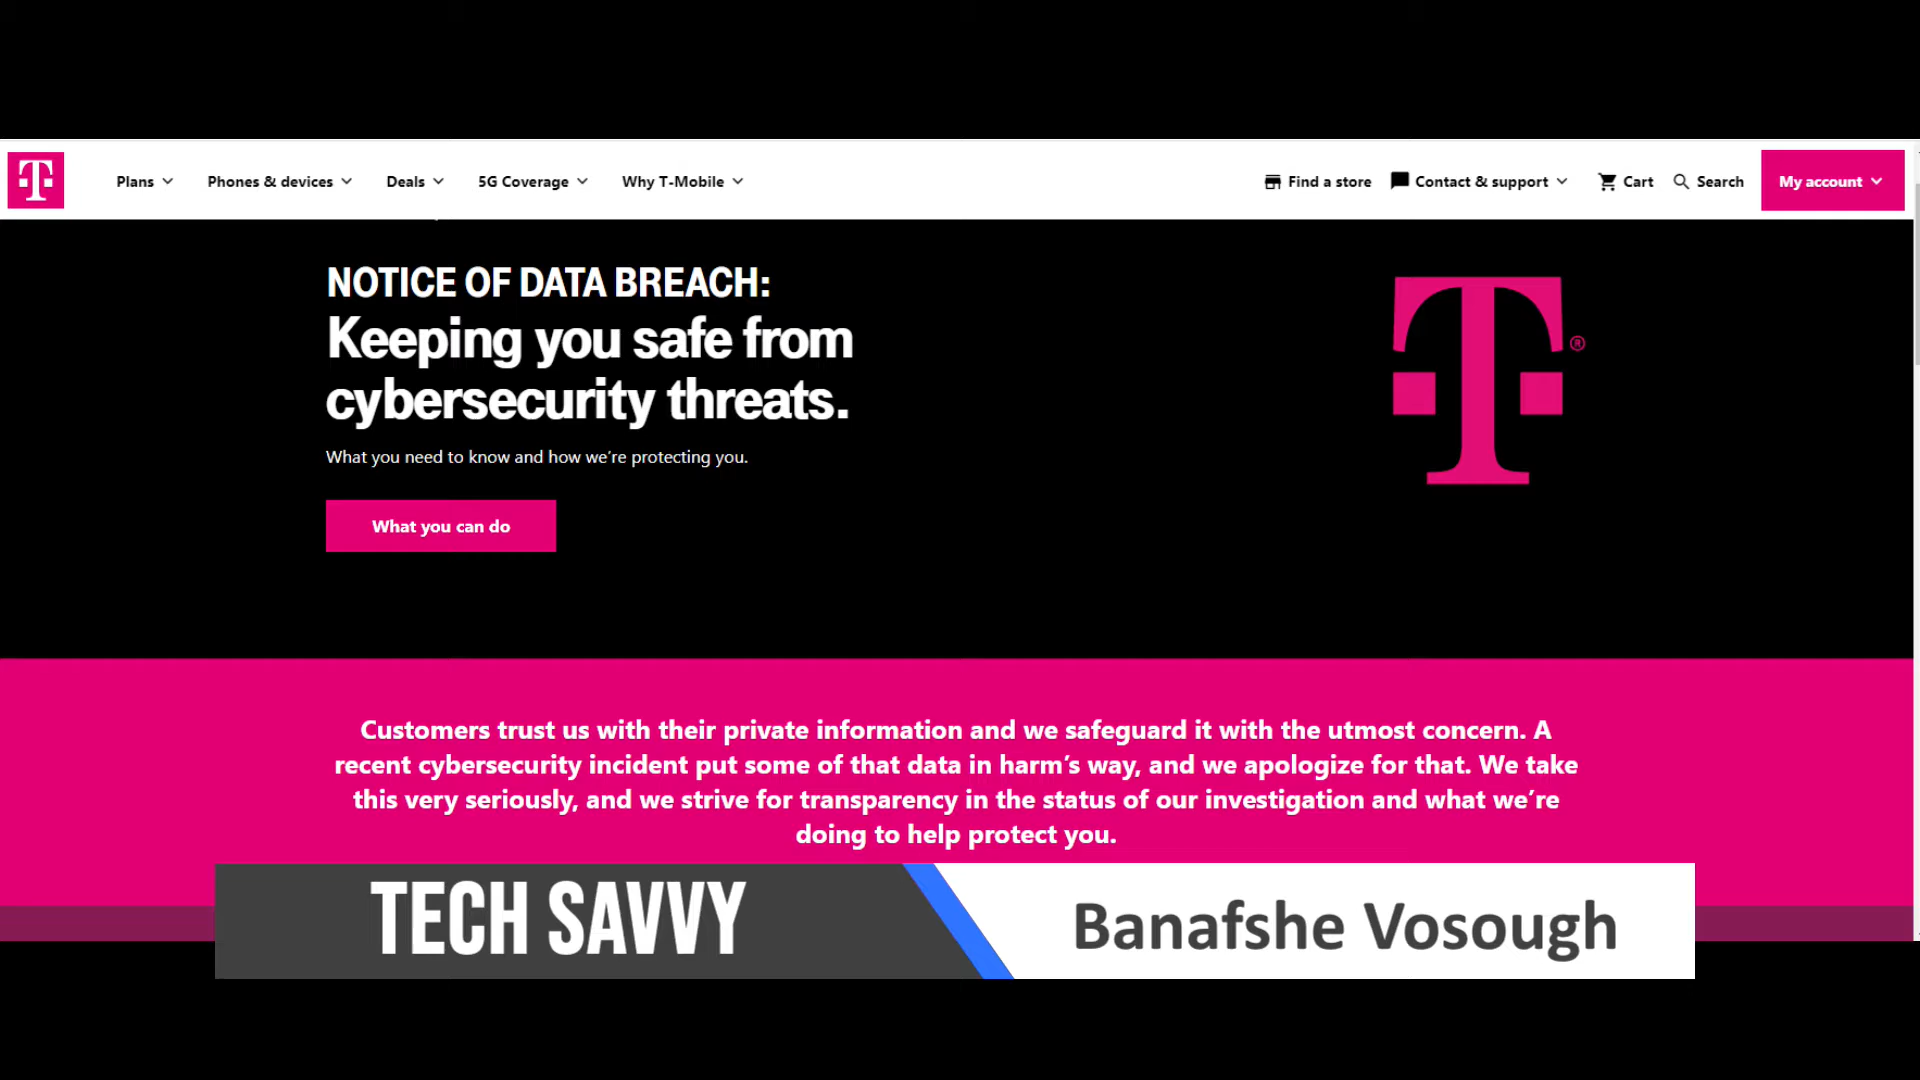 T
Plans
Phones & devices
Deals
5G Coverage
Why T-Mobile
Find a store
Contact & support
Cart
Search
My account
NOTICE OF DATA BREACH:
Keeping you safe from
cybersecurity threats.
What you need to know and how we’re protecting you.
What you can do
T®
Customers trust us with their private information and we safeguard it with the utmost concern. A
recent cybersecurity incident put some of that data in harm’s way, and we apologize for that. We take
this very seriously, and we strive for transparency in the status of our investigation and what we’re
doing to help protect you.
TECH SAVVY
Banafshe Vosough